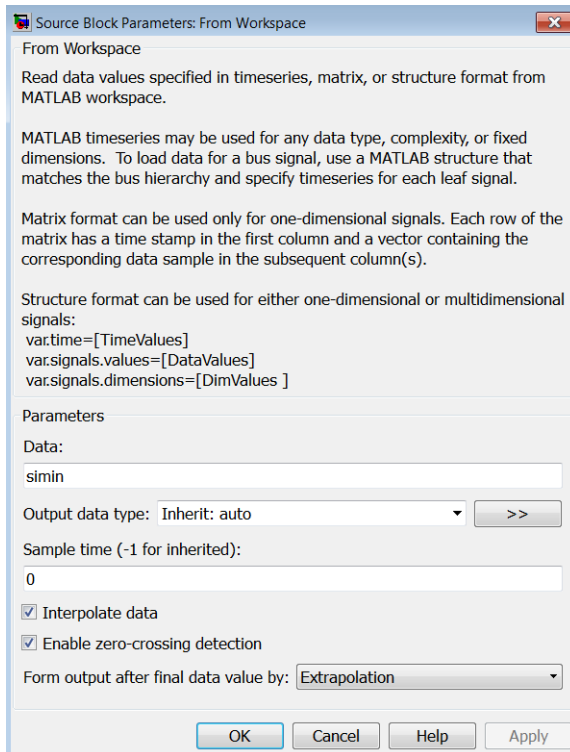 Source Block Parameters: From Workspace
From Workspace
Read data values specified in timeseries, matrix, or structure format from
MATLAB workspace.
MATLAB timeseries may be used for any data type, complexity, or fixed
dimensions.  To load data for a bus signal, use a MATLAB structure that
matches the bus hierarchy and specify timeseries for each leaf signal.
Matrix format can be used only for one-dimensional signals. Each row of the
matrix has a time stamp in the first column and a vector containing the
corresponding data sample in the subsequent column(s).
Structure format can be used for either one-dimensional or multidimensional
signals:
var.time=[TimeValues]
var.signals.values=[DataValues]
var.signals.dimensions=[DimValues ]
Parameters
Data:
simin
Output data type: Inherit: auto >>
Sample time (-1 for inherited):
0
Interpolate data
Enable zero-crossing detection
Form output after final data value by: Extrapolation
OK Cancel Help Apply